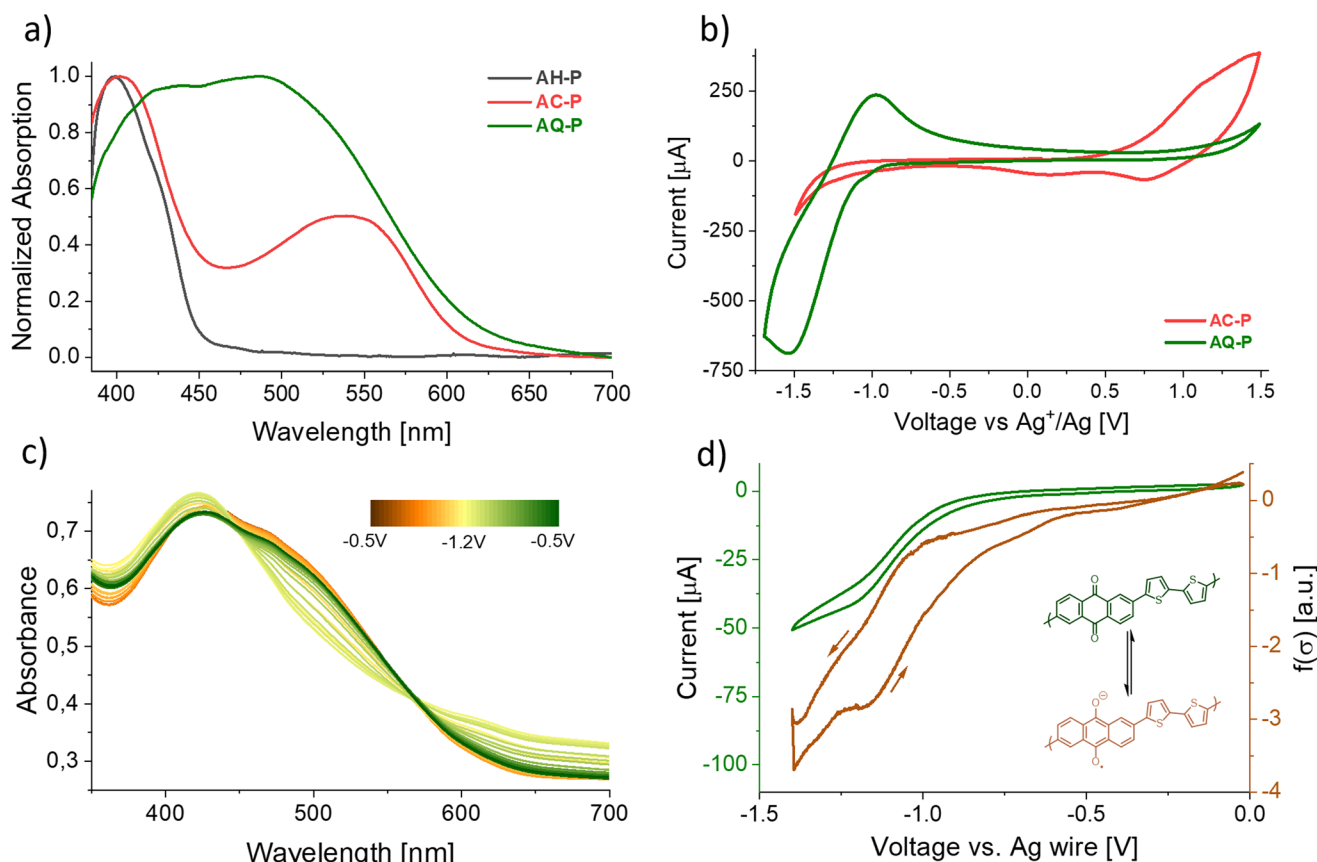 a)
Normalized Absorption
1.0
0.8
0.6
0.4
0.2
0.0
400 450 500 550 600 650 700
Wavelength [nm]
AH-P
AC-P
AQ-P
b)
Current [µA]
250
0
-250
-500
-750
-1.5 -1.0 -0.5 0.0 0.5 1.0 1.5
Voltage vs Ag⁺/Ag [V]
AC-P
AQ-P
c)
Absorbance
0,7
0,6
0,5
0,4
0,3
400 500 600 700
Wavelength [nm]
-0.5V -1.2V -0.5V
d)
Current [µA]
0
-25
-50
-75
-100
-1.5 -1.0 -0.5 0.0
Voltage vs. Ag wire [V]
f(σ) [a.u.]
0
-1
-2
-3
-4
O
O
S
S
O⊖
O•
S
S